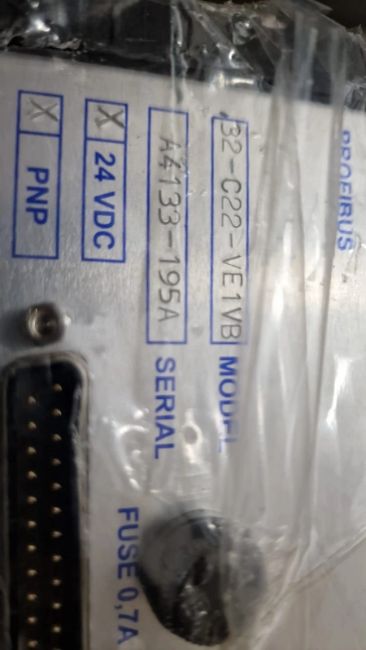 PROFIBUS
32-C22-VE1VB MODEL
A4133-195A SERIAL
X 24 VDC
X PNP
FUSE 0,7A